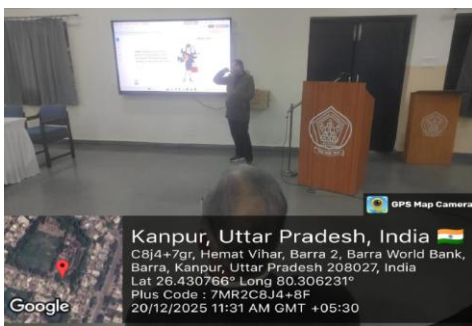 GPS Map Camera
Kanpur, Uttar Pradesh, India
C8j4+7gr, Hemat Vihar, Barra 2, Barra World Bank,
Barra, Kanpur, Uttar Pradesh 208027, India
Lat 26.430766° Long 80.306231°
Plus Code : 7MR2C8J4+8F
20/12/2025 11:31 AM GMT +05:30
Google